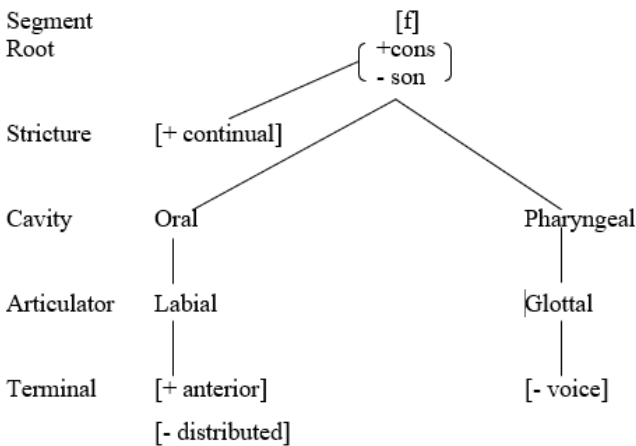 Segment [f]
Root +cons
- son
Stricture [+ continual]
Cavity Oral Pharyngeal
Articulator Labial Glottal
Terminal [+ anterior] [- voice]
[- distributed]